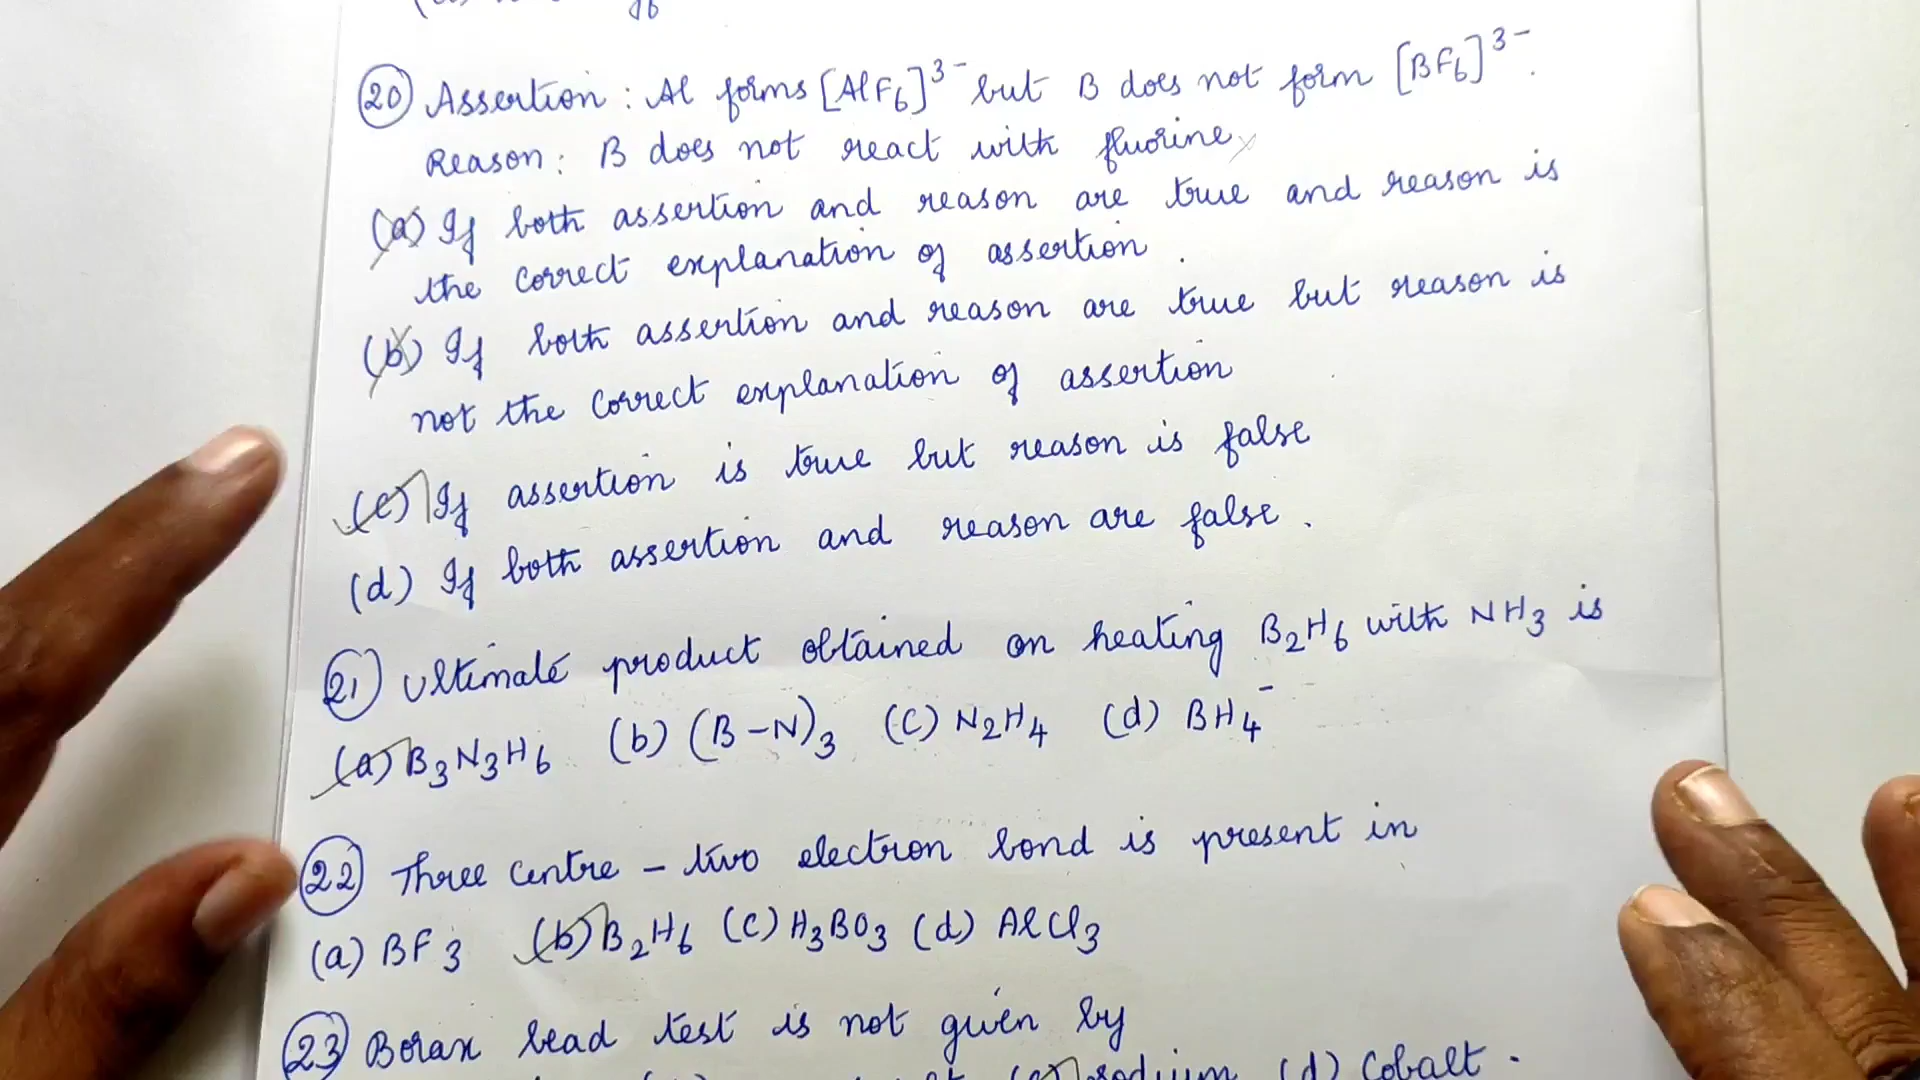 (20) Assertion : Al forms [AlF6]3- but B does not form [BF6]3-.
Reason : B does not react with fluorine
(a) If both assertion and reason are true and reason is
the correct explanation of assertion .
(b) If both assertion and reason are true but reason is
not the correct explanation of assertion
(c) If assertion is true but reason is false
(d) If both assertion and reason are false .
(21) Ultimate product obtained on heating B2H6 with NH3 is
(a) B3N3H6 (b) (B-N)3 (c) N2H4 (d) BH4-
(22) Three centre - two electron bond is present in
(a) BF3 (b) B2H6 (c) H3BO3 (d) AlCl3
(23) Borax bead test is not given by
sodium (d) Cobalt .